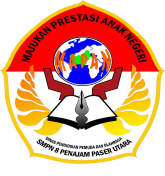 MAJUKAN PRESTASI ANAK NEGERI
DINAS PENDIDIKAN PEMUDA DAN OLAHRAGA
SMPN 8 PENAJAM PASER UTARA